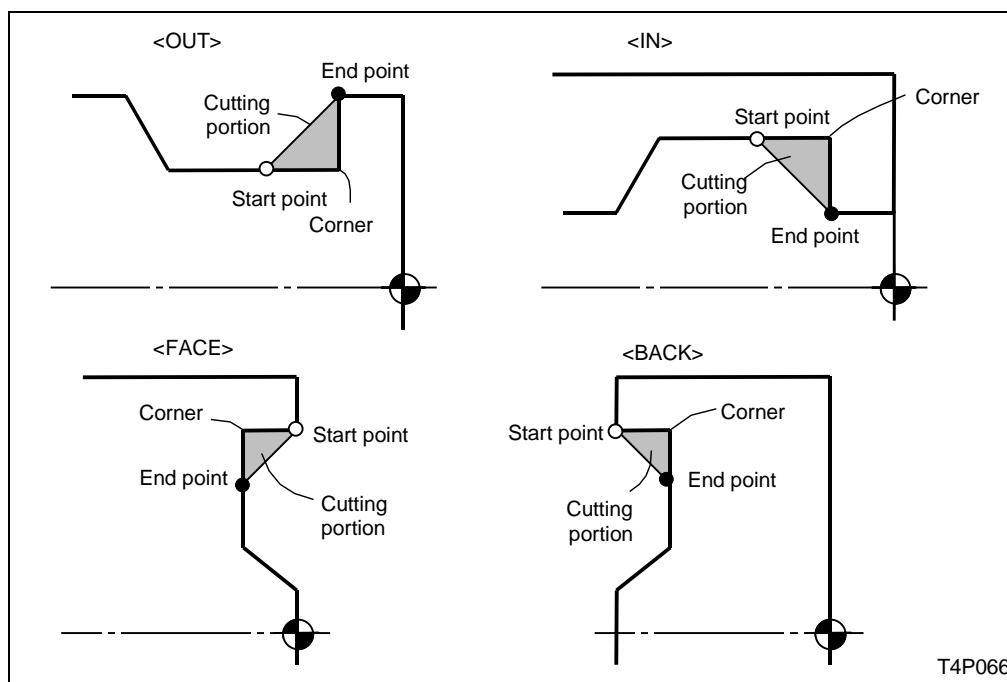 <OUT>
End point
Cutting
portion
Start point
Corner
<IN>
Corner
Start point
Cutting
portion
End point
<FACE>
Corner
Start point
End point
Cutting
portion
<BACK>
Corner
Start point
End point
Cutting
portion
T4P066